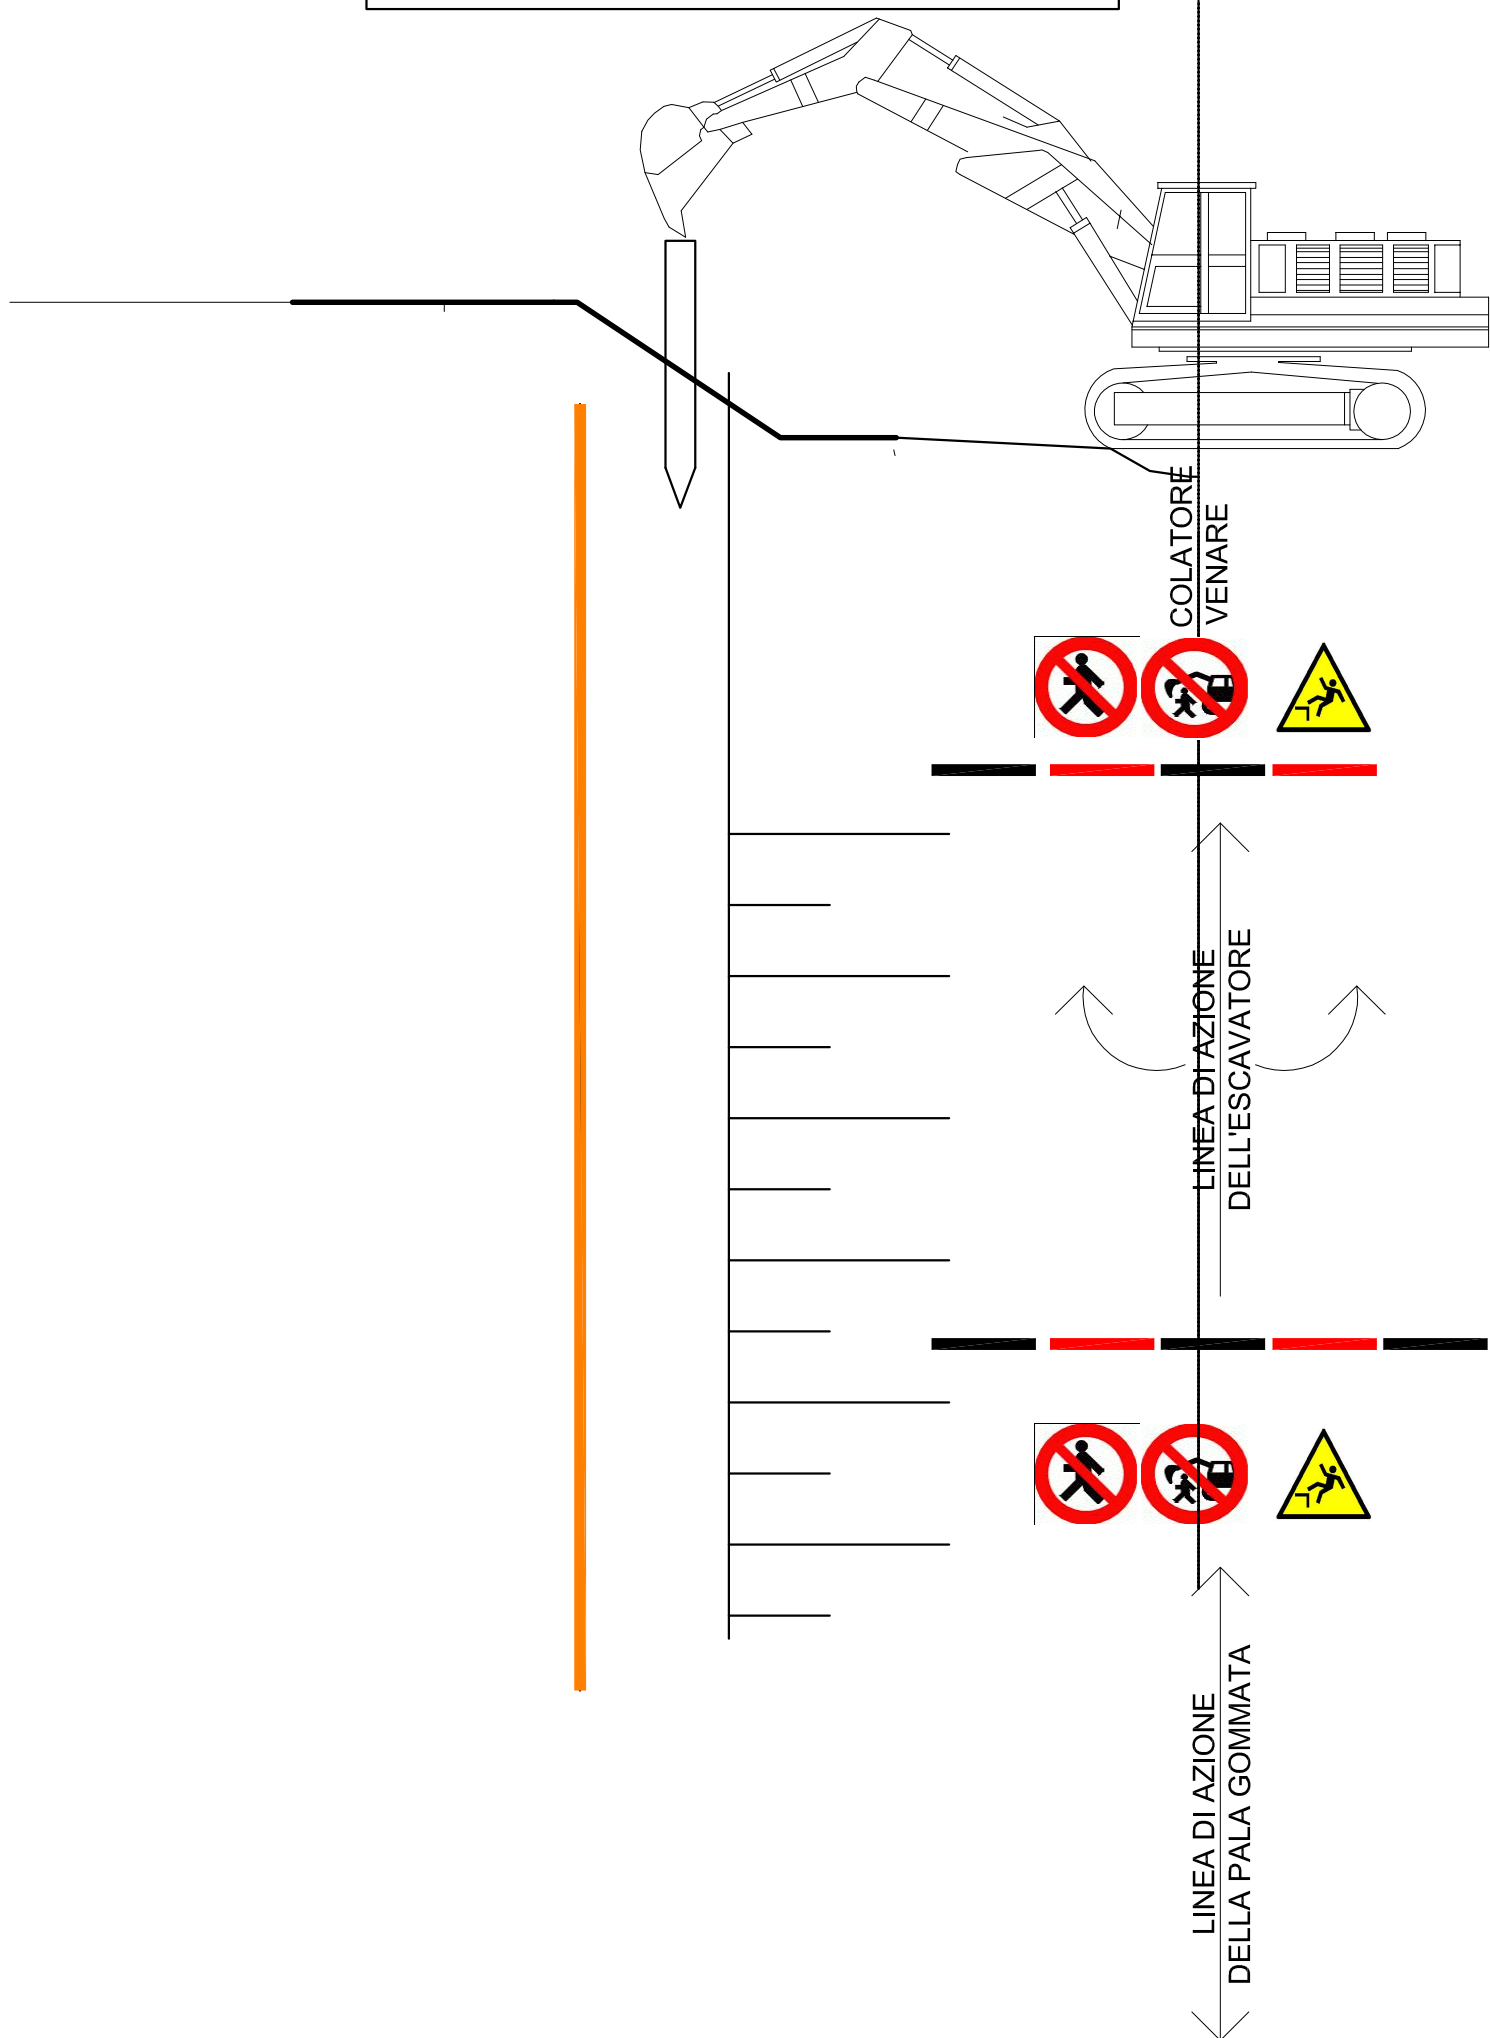 COLATORE
VENARE
LINEA DI AZIONE
DELL'ESCAVATORE
LINEA DI AZIONE
DELLA PALA GOMMATA